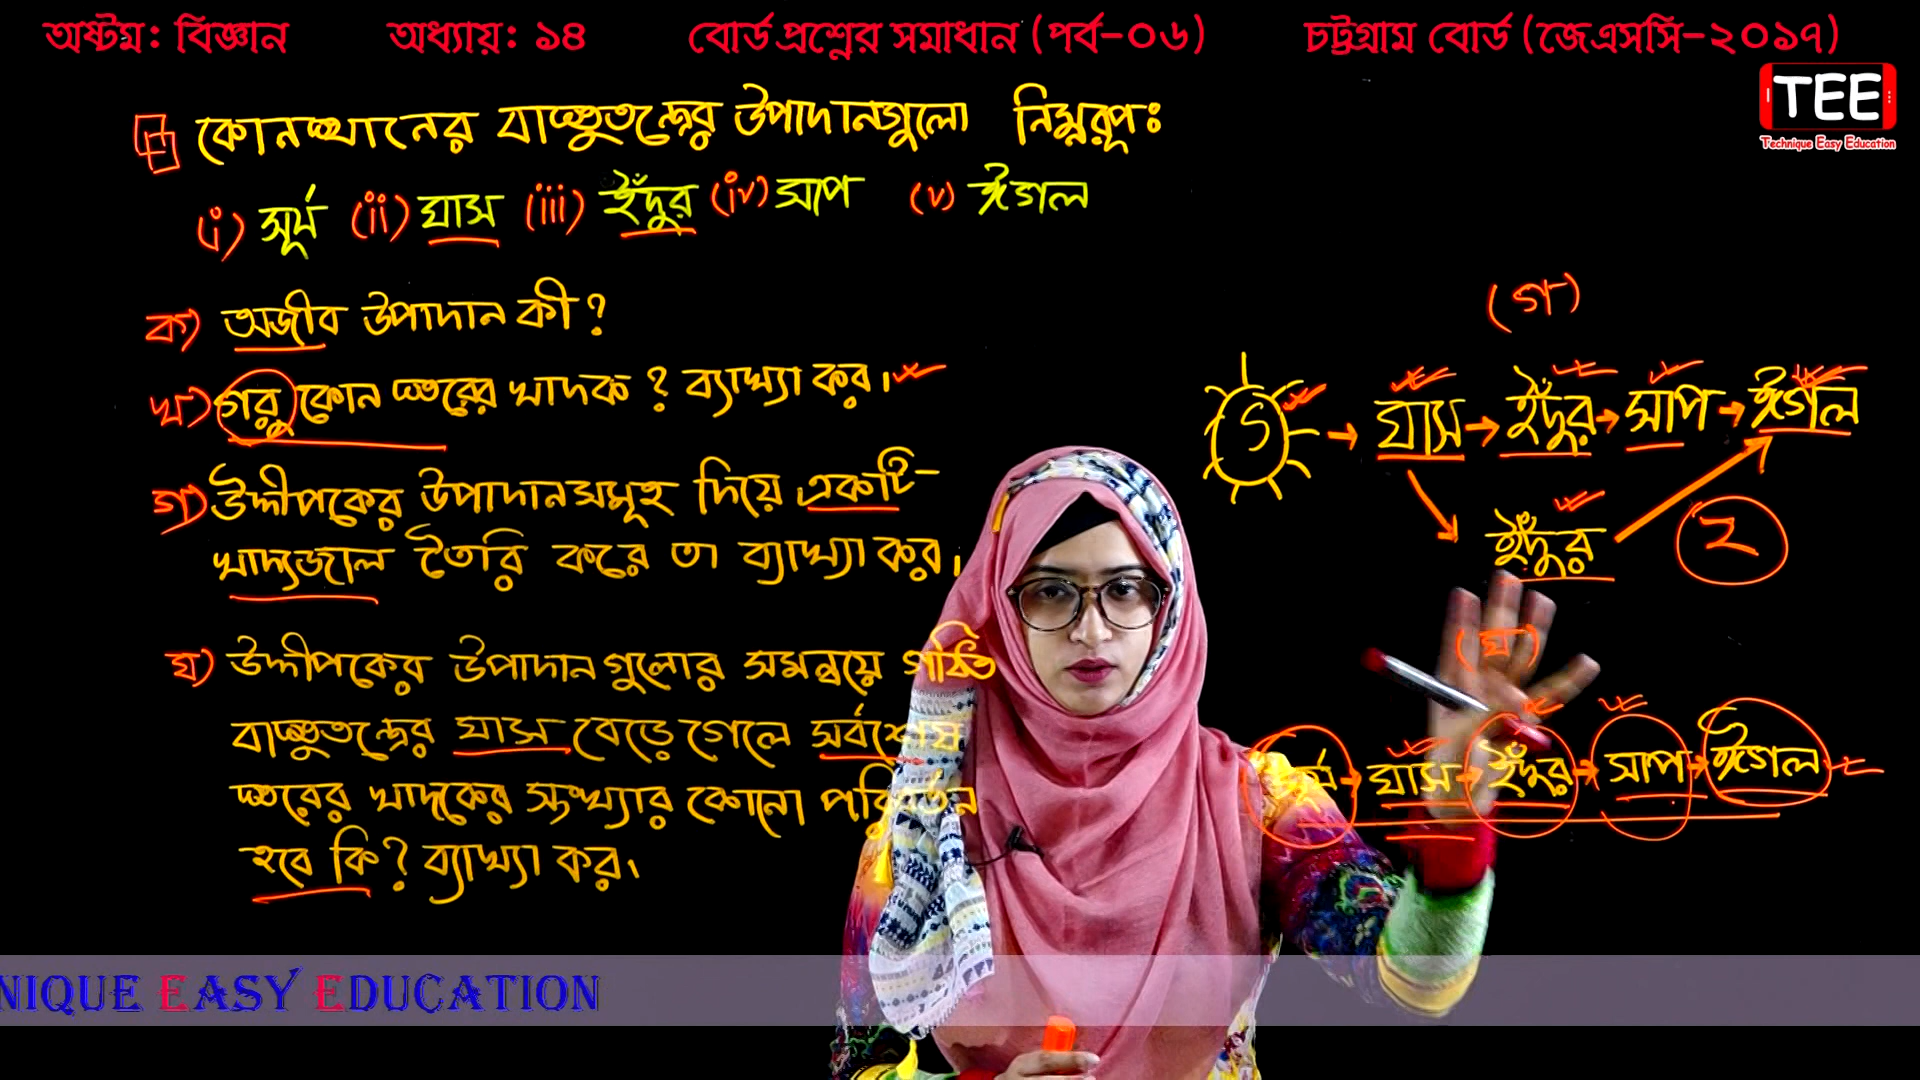 অষ্টম: বিজ্ঞান অধ্যায়: ১৪ বোর্ড প্রশ্নের সমাধান (পর্ব-০৬) চট্টগ্রাম বোর্ড (জেএসসি-২০১৭)
TEE
Technique Easy Education
কোনস্থানের বাস্তুতন্ত্রের উপাদানগুলো নিম্নরূপঃ
(i) সূর্য (ii) ঘাস (iii) ইঁদুর (iv) সাপ (v) ঈগল
ক) অজীব উপাদান কী?
খ) গরু কোন স্তরের খাদক? ব্যাখ্যা কর।
গ) উদ্দীপকের উপাদানসমূহ দিয়ে একটি-
খাদ্যজাল তৈরি করে তা ব্যাখ্যা কর।
ঘ) উদ্দীপকের উপাদানগুলোর সমন্বয়ে গঠিত
বাস্তুতন্ত্রের ঘাস বেড়ে গেলে সর্বশেষ
স্তরের খাদকের সংখ্যার কোনো পরিবর্তন
হবে কি? ব্যাখ্যা কর।
(গ)
১ → ঘাস → ইঁদুর → সাপ → ঈগল
ইঁদুর ২
(ঘ)
→ ঘাস → ইঁদুর → সাপ → ঈগল
NIQUE EASY EDUCATION